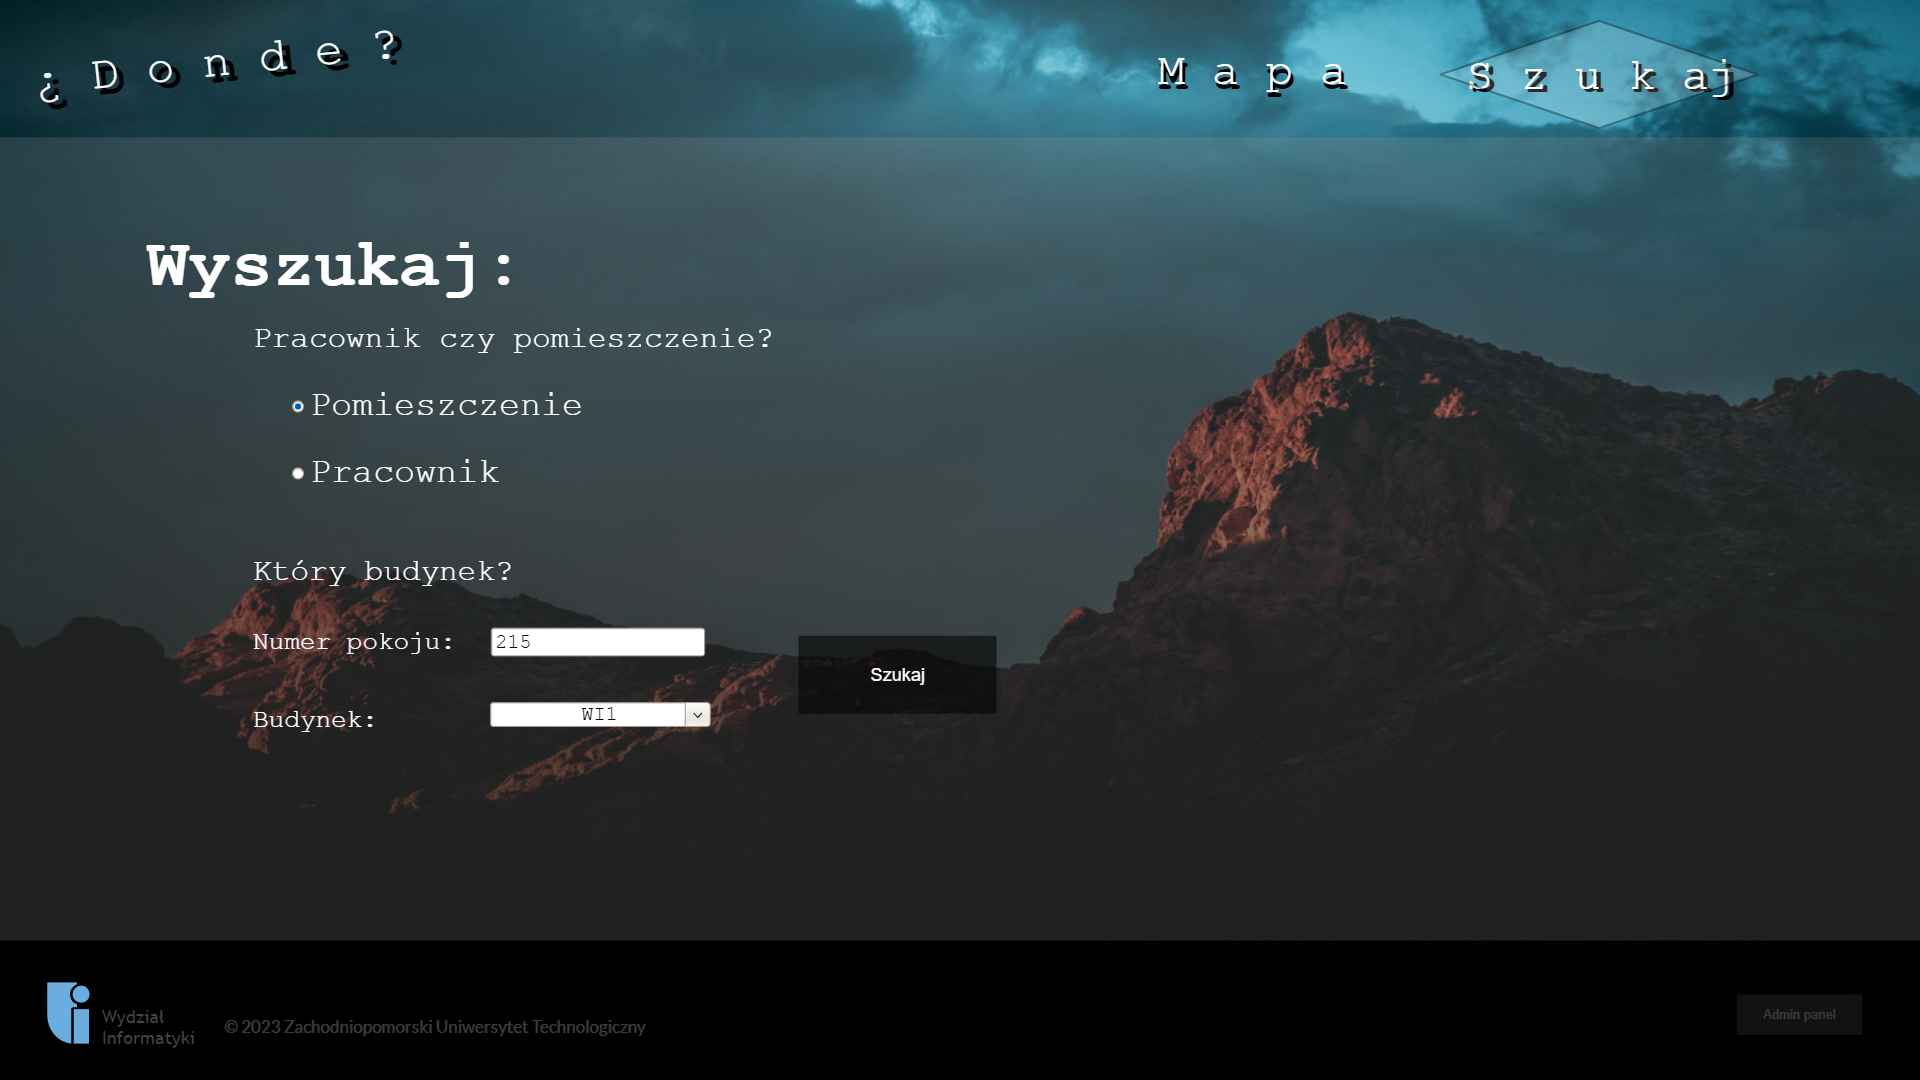 ¿Donde?
Mapa
Szukaj
Wyszukaj:
Pracownik czy pomieszczenie?
Pomieszczenie
Pracownik
Który budynek?
Numer pokoju: 215
Szukaj
Budynek: WI1
Wydział
Informatyki
© 2023 Zachodniopomorski Uniwersytet Technologiczny
Admin panel